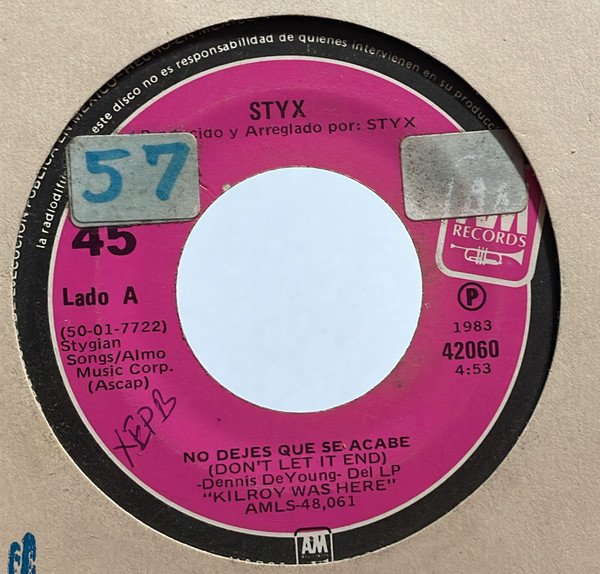 este disco no es responsabilidad de quienes intervienen en su
STYX
y Arreglado por: STYX
57
45
AM
RECORDS
Lado A
(50-01-7722)
Stygian
Songs/Almo
Music Corp.
(Ascap)
XEPB
Ⓟ
1983
42060
4:53
NO DEJES QUE SE ACABE
(DON'T LET IT END)
-Dennis DeYoung- Del LP
"KILROY WAS HERE"
AMLS-48,061
AM